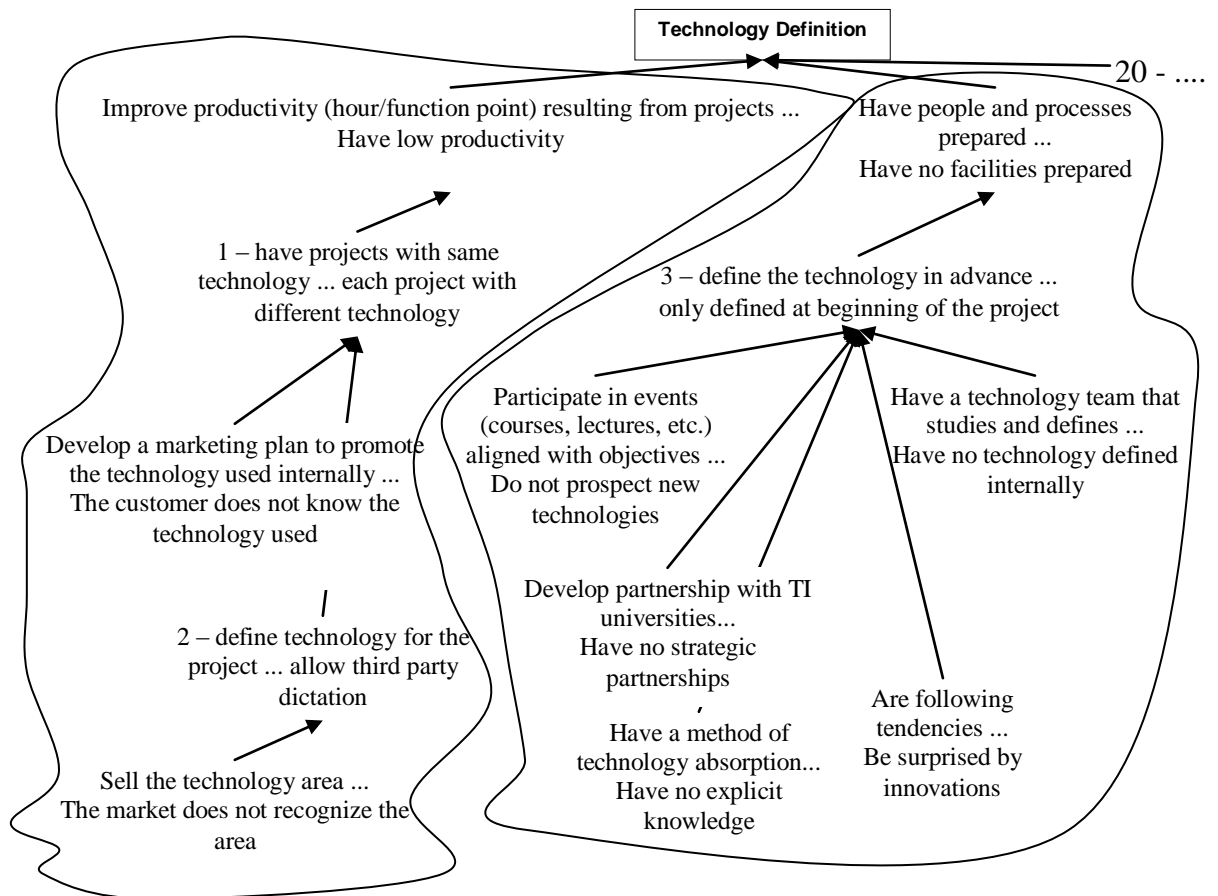 Technology Definition
20 - ....
Improve productivity (hour/function point) resulting from projects ...
Have low productivity
Have people and processes
prepared ...
Have no facilities prepared
1 – have projects with same
technology ... each project with
different technology
3 – define the technology in advance ...
only defined at beginning of the project
Develop a marketing plan to promote
the technology used internally ...
The customer does not know the
technology used
Participate in events
(courses, lectures, etc.)
aligned with objectives ...
Do not prospect new
technologies
Have a technology team that
studies and defines ...
Have no technology defined
internally
2 – define technology for the
project ... allow third party
dictation
Develop partnership with TI
universities...
Have no strategic
partnerships
Sell the technology area ...
The market does not recognize the
area
Have a method of
technology absorption...
Have no explicit
knowledge
Are following
tendencies ...
Be surprised by
innovations